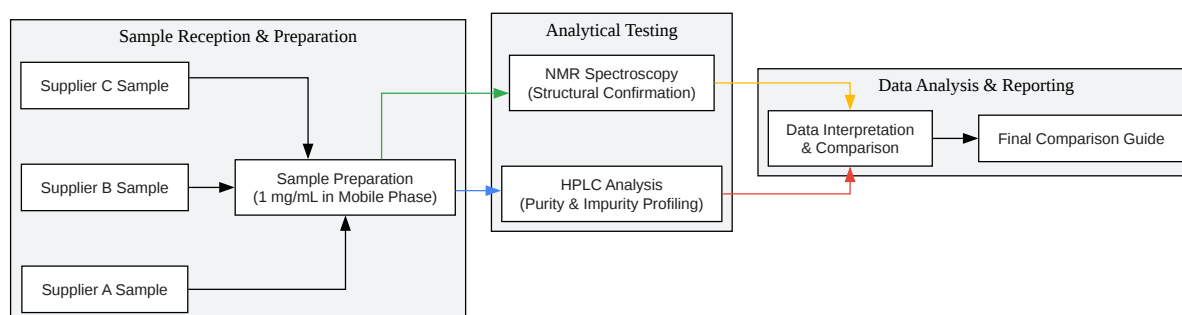 Sample Reception & Preparation
Supplier C Sample
Supplier B Sample
Supplier A Sample
Sample Preparation
(1 mg/mL in Mobile Phase)
Analytical Testing
NMR Spectroscopy
(Structural Confirmation)
HPLC Analysis
(Purity & Impurity Profiling)
Data Analysis & Reporting
Data Interpretation
& Comparison
Final Comparison Guide